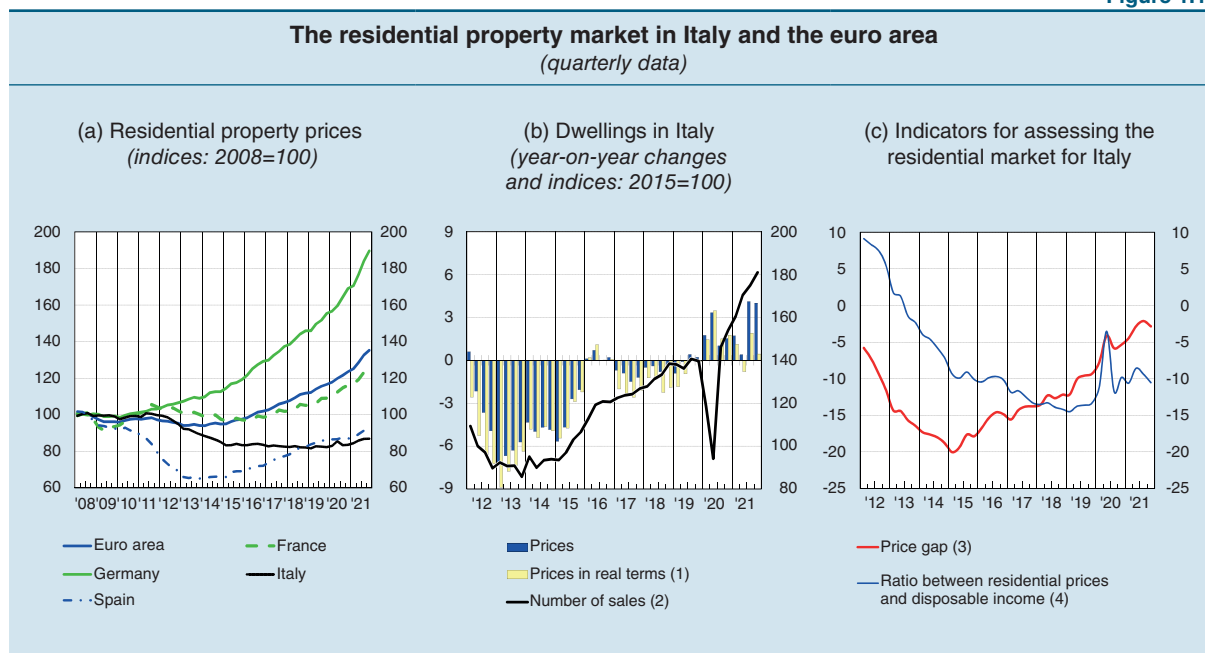 The residential property market in Italy and the euro area
(quarterly data)
(a) Residential property prices
(indices: 2008=100)
200
180
160
140
120
100
80
60
200
180
160
140
120
100
80
60
'08 '09 '10 '11 '12 '13 '14 '15 '16 '17 '18 '19 '20 '21
Euro area
France
Germany
Italy
Spain
(b) Dwellings in Italy
(year-on-year changes
and indices: 2015=100)
9
6
3
0
-3
-6
-9
200
180
160
140
120
100
80
'12 '13 '14 '15 '16 '17 '18 '19 '20 '21
Prices
Prices in real terms (1)
Number of sales (2)
(c) Indicators for assessing the
residential market for Italy
10
5
0
-5
-10
-15
-20
-25
10
5
0
-5
-10
-15
-20
-25
'12 '13 '14 '15 '16 '17 '18 '19 '20 '21
Price gap (3)
Ratio between residential prices
and disposable income (4)